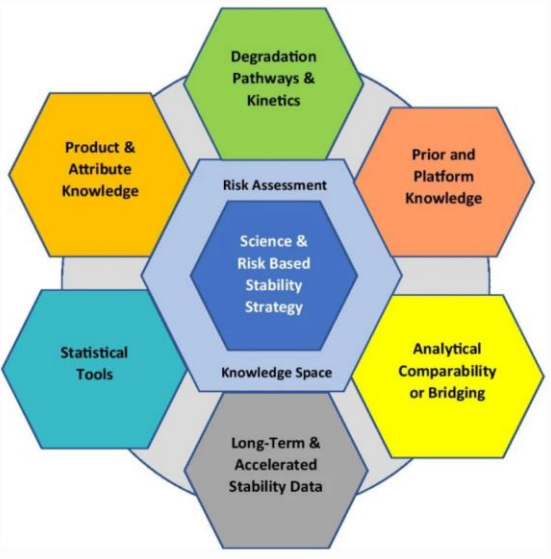 Degradation
Pathways &
Kinetics
Product &
Attribute
Knowledge
Prior and
Platform
Knowledge
Risk Assessment
Science &
Risk Based
Stability
Strategy
Knowledge Space
Statistical
Tools
Analytical
Comparability
or Bridging
Long-Term &
Accelerated
Stability Data